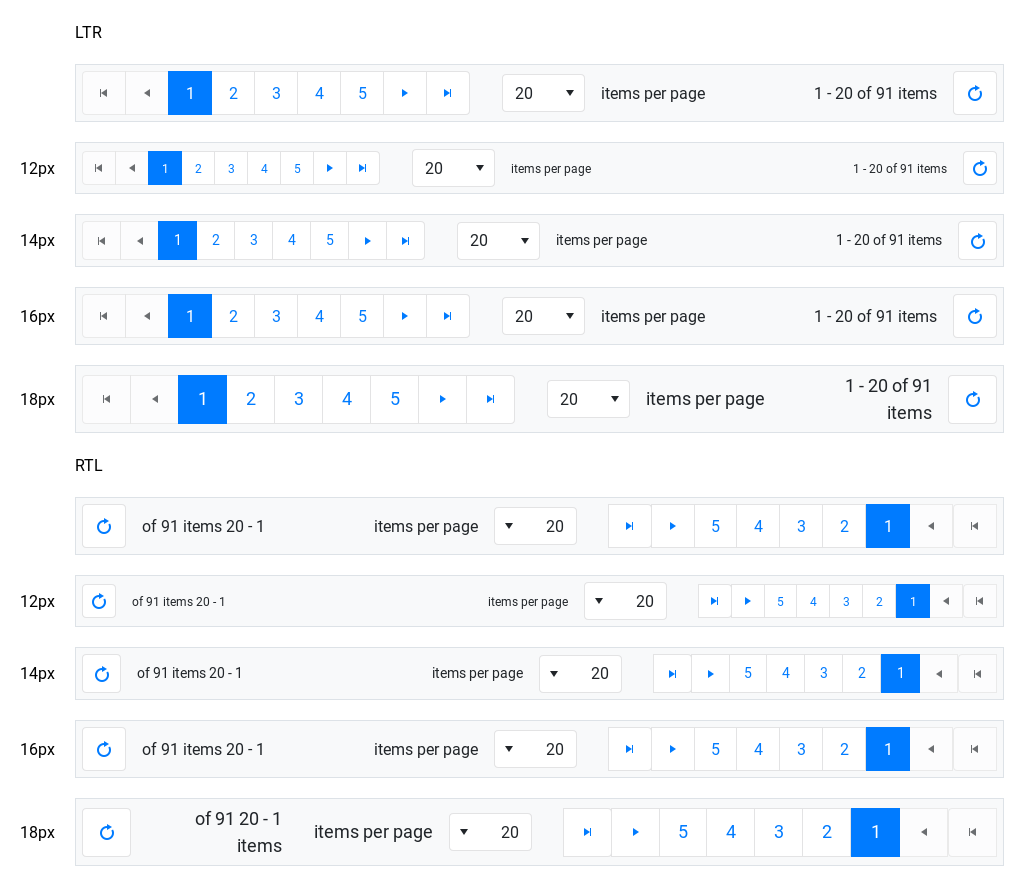 LTR
1 2 3 4 5 20 items per page 1 - 20 of 91 items
12px 1 2 3 4 5 20 items per page 1 - 20 of 91 items
14px 1 2 3 4 5 20 items per page 1 - 20 of 91 items
16px 1 2 3 4 5 20 items per page 1 - 20 of 91 items
18px 1 2 3 4 5 20 items per page 1 - 20 of 91
items
RTL
of 91 items 20 - 1 items per page 20 5 4 3 2 1
12px of 91 items 20 - 1 items per page 20 5 4 3 2 1
14px of 91 items 20 - 1 items per page 20 5 4 3 2 1
16px of 91 items 20 - 1 items per page 20 5 4 3 2 1
18px of 91 20 - 1 items per page 20 5 4 3 2 1
items